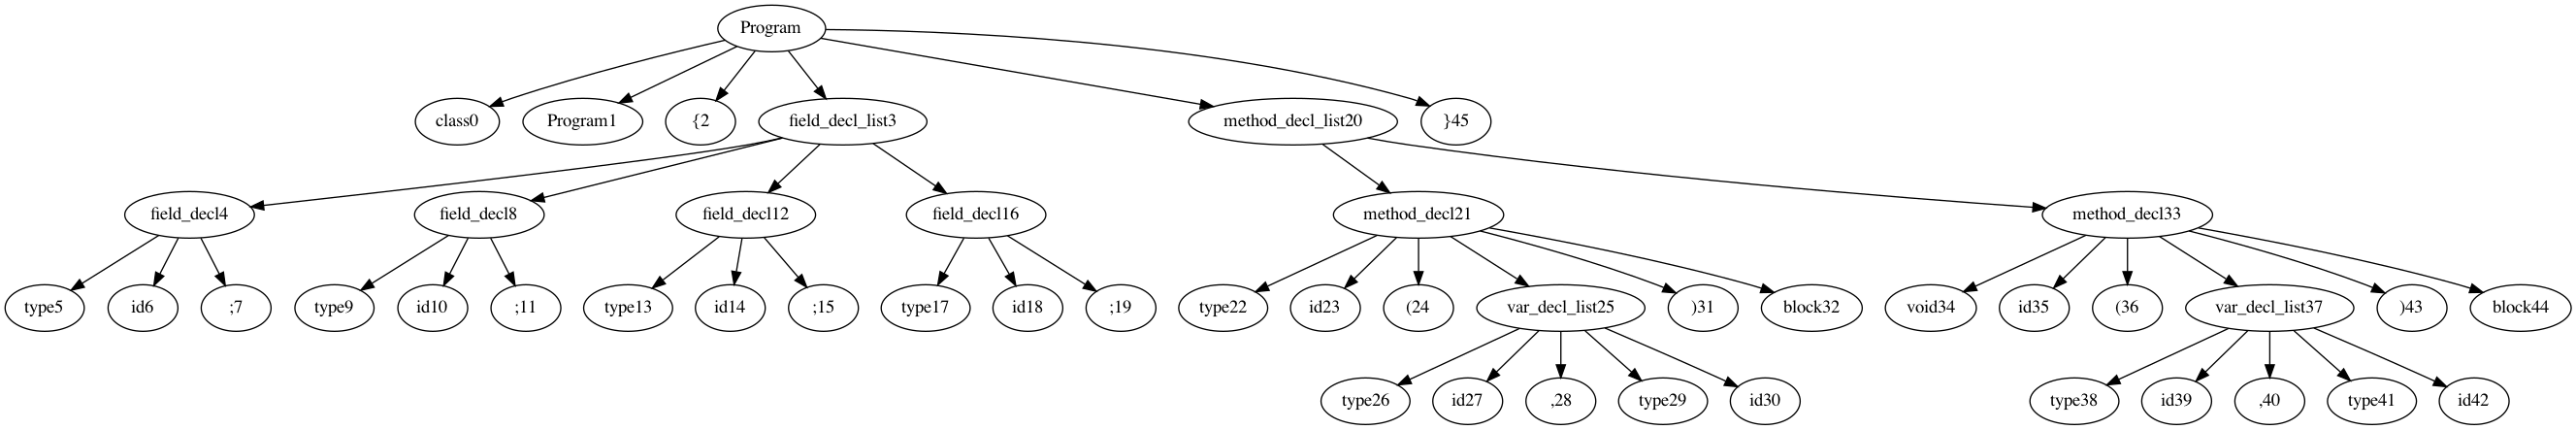 Program
class0 Program1 {2 field_decl_list3 method_decl_list20 }45
field_decl4 field_decl8 field_decl12 field_decl16 method_decl21 method_decl33
type5 id6 ;7 type9 id10 ;11 type13 id14 ;15 type17 id18 ;19 type22 id23 (24 var_decl_list25 )31 block32 void34 id35 (36 var_decl_list37 )43 block44
type26 id27 ,28 type29 id30 type38 id39 ,40 type41 id42